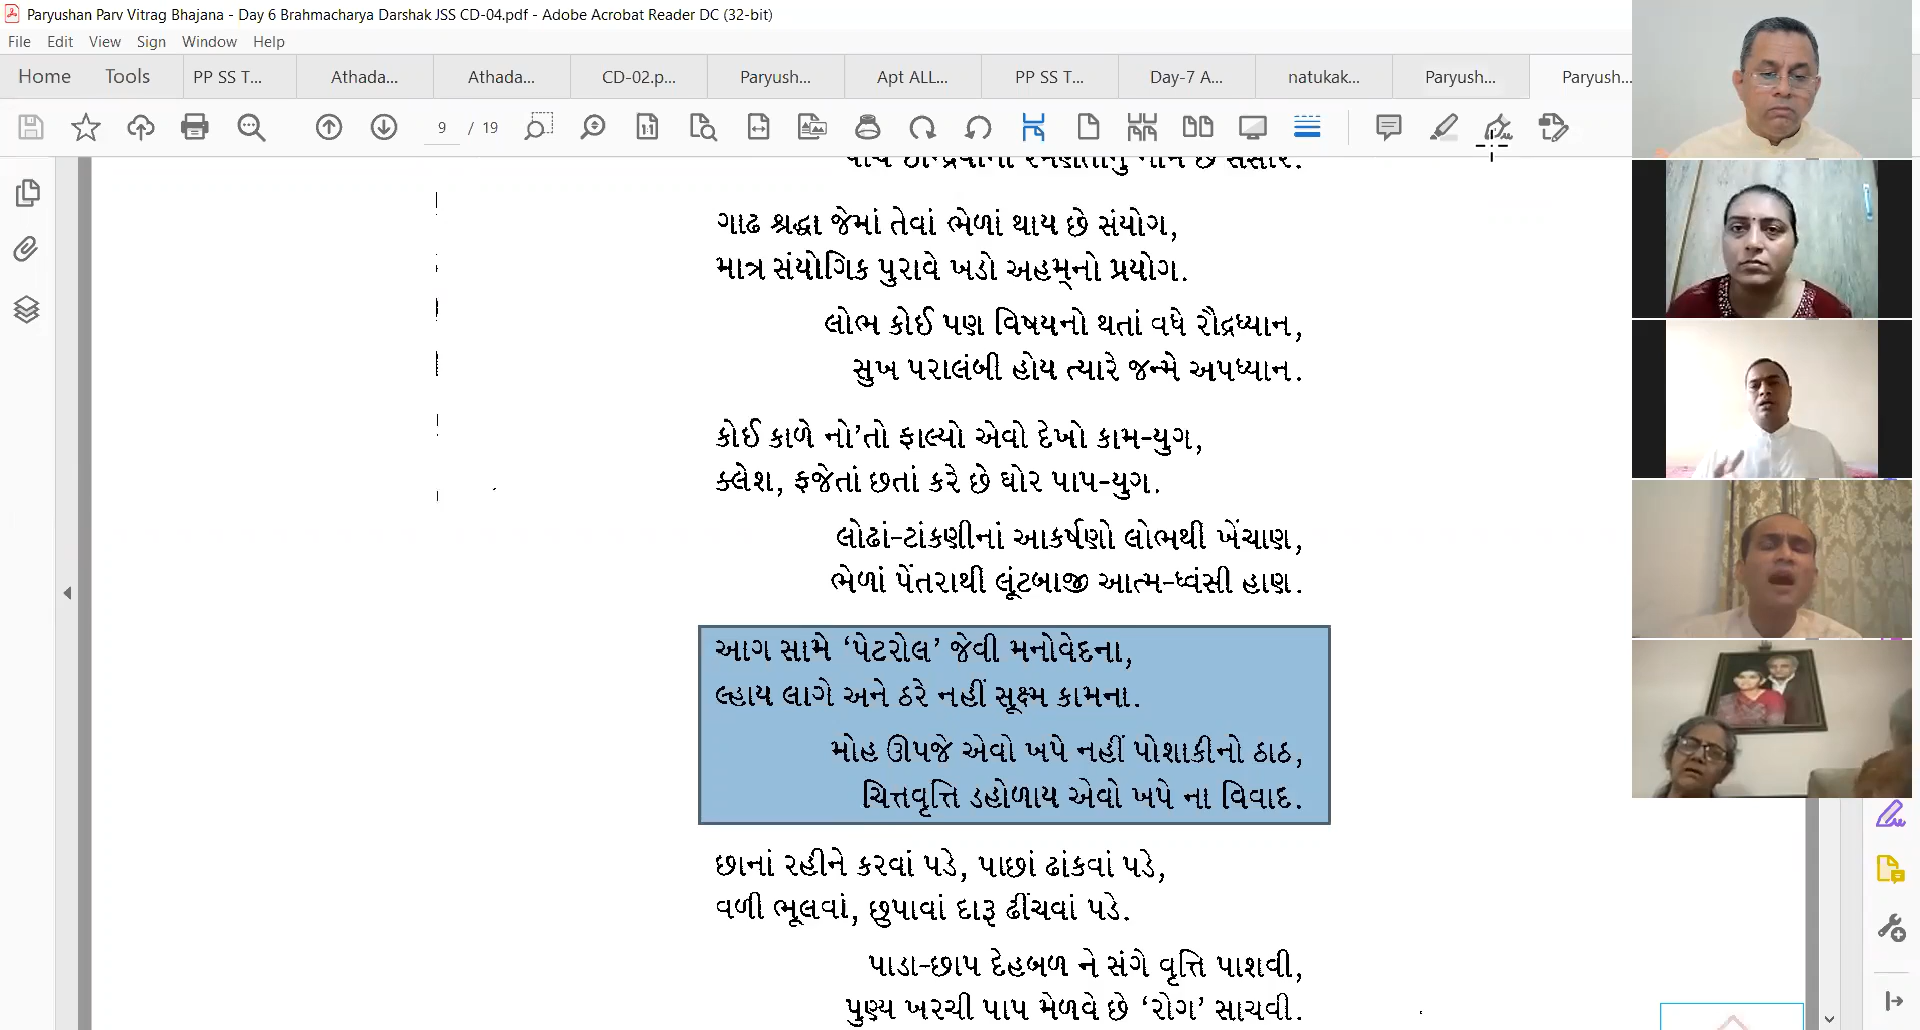 Paryushan Parv Vitrag Bhajana - Day 6 Brahmacharya Darshak JSS CD-04.pdf - Adobe Acrobat Reader DC (32-bit)
File Edit View Sign Window Help
Home Tools PP SS T... Athada... Athada... CD-02.p... Paryush... Apt ALL... PP SS T... Day-7 A... natukak... Paryush... Paryush...
9 / 19
પાંચ ઇન્દ્રિયોની રમણતાનું નામ છે સંસાર.
ગાઢ શ્રદ્ધા જેમાં તેવાં ભેળાં થાય છે સંયોગ,
માત્ર સંયોગિક પુરાવે ખડો અહમ્‌નો પ્રયોગ.
લોભ કોઈ પણ વિષયનો થતાં વધે રૌદ્રધ્યાન,
સુખ પરાલંબી હોય ત્યારે જન્મે અપધ્યાન.
કોઈ કાળે નો’તો ફાલ્યો એવો દેખો કામ-યુગ,
ક્લેશ, ફજેતાં છતાં કરે છે ઘોર પાપ-યુગ.
લોઢાં-ટાંકણીનાં આકર્ષણો લોભથી ખેંચાણ,
ભેળાં પેંતરાથી લૂંટબાજી આત્મ-ધ્વંસી હાણ.
આગ સામે ‘પેટરોલ’ જેવી મનોવેદના,
લ્હાય લાગે અને ઠરે નહીં સૂક્ષ્મ કામના.
મોહ ઊપજે એવો ખપે નહીં પોશાકીનો ઠાઠ,
ચિત્તવૃત્તિ ડહોળાય એવો ખપે ના વિવાદ.
છાનાં રહીને કરવાં પડે, પાછાં ઢાંકવાં પડે,
વળી ભૂલવાં, છુપાવાં દારૂ ઢીંચવાં પડે.
પાડા-છાપ દેહબળ ને સંગે વૃત્તિ પાશવી,
પુણ્ય ખરચી પાપ મેળવે છે ‘રોગ’ સાચવી.